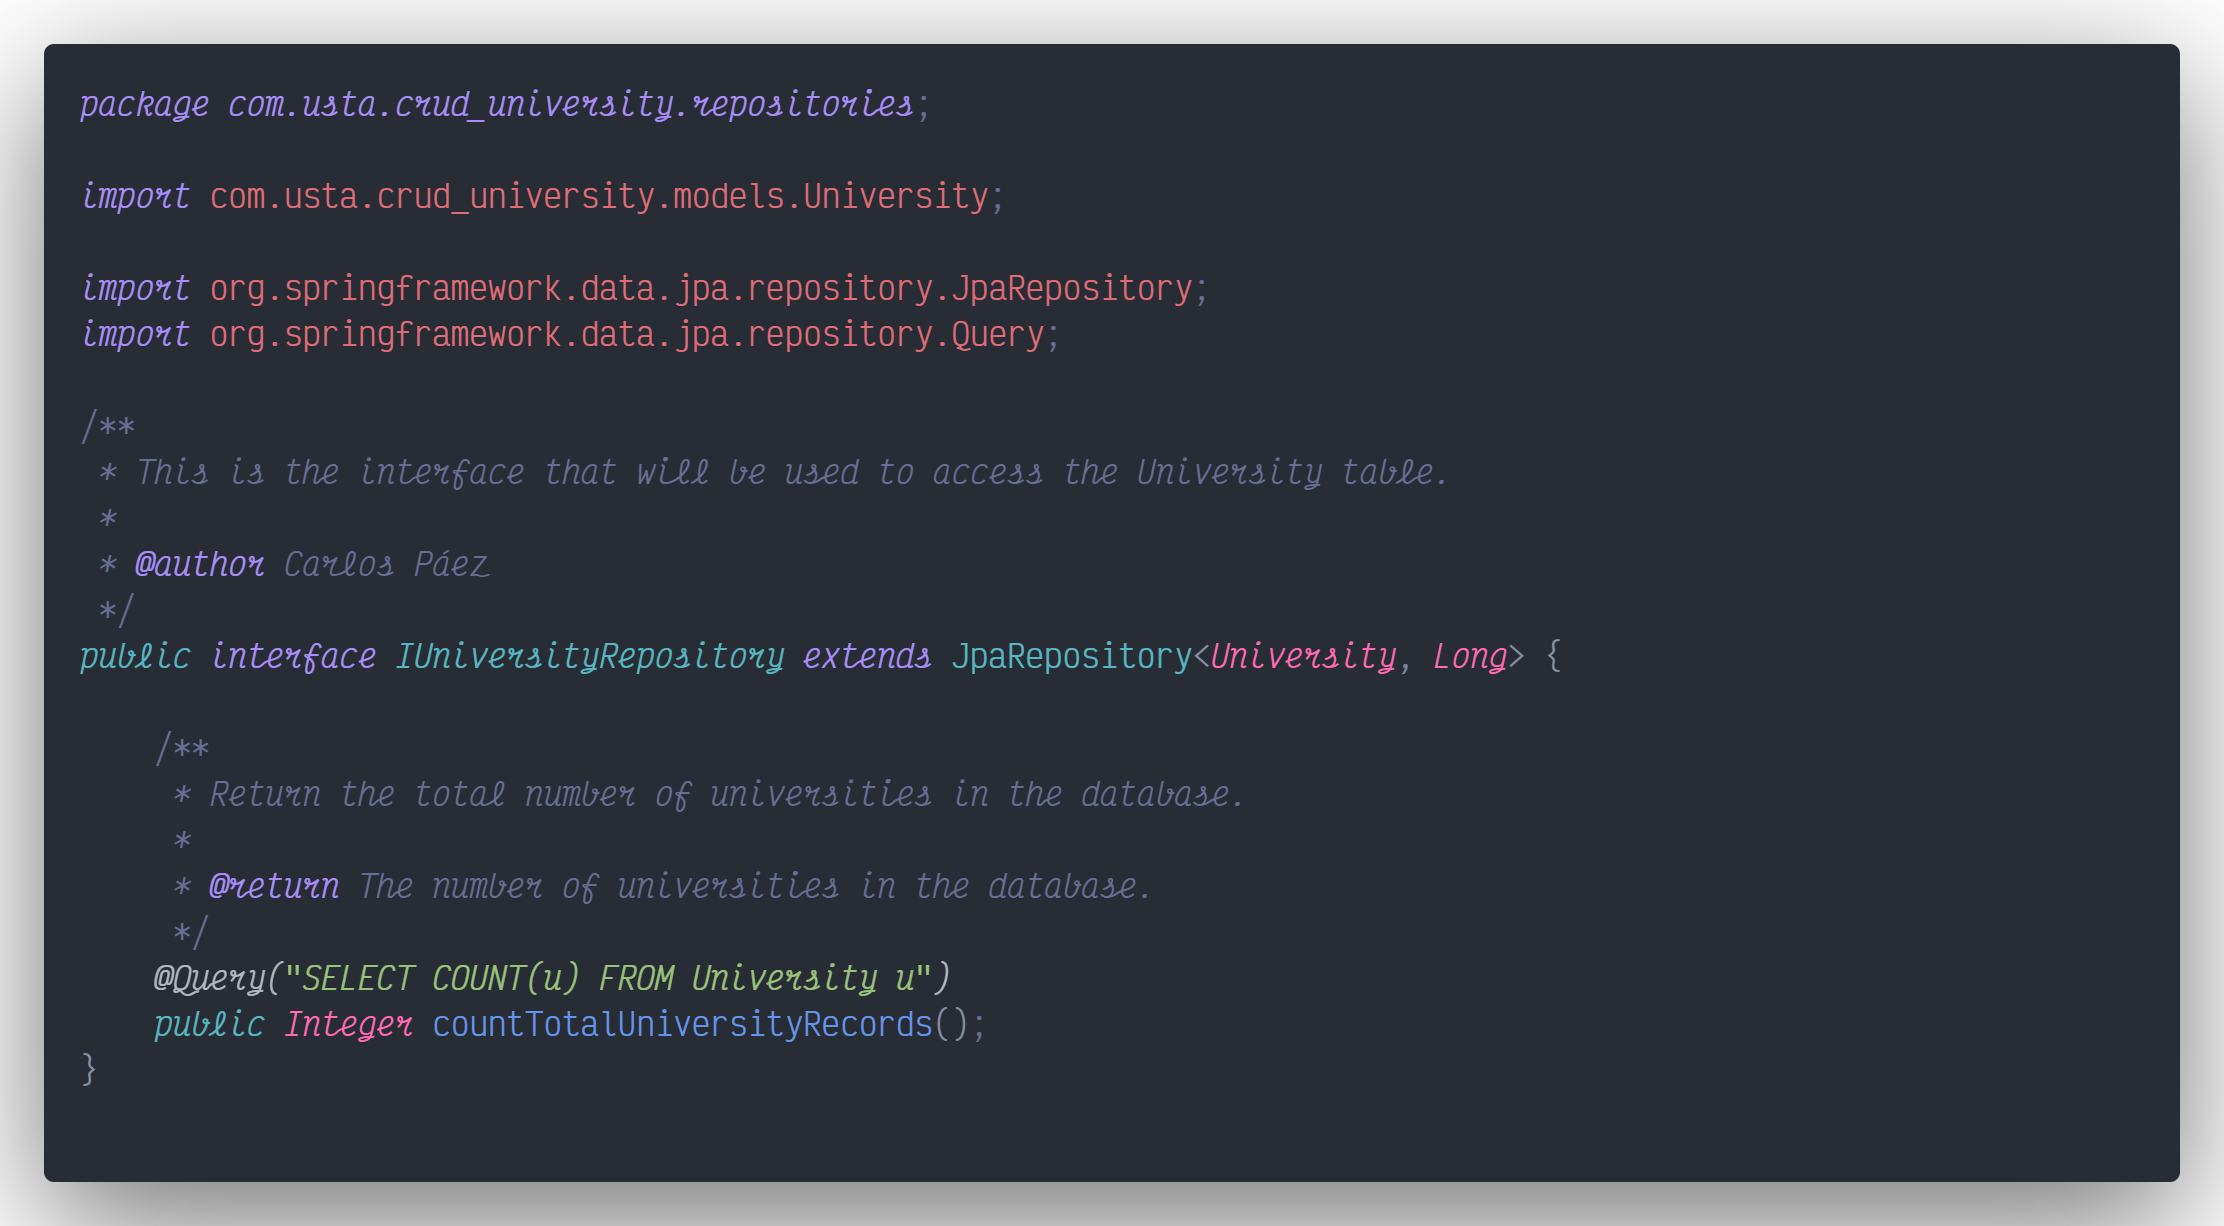 package com.usta.crud_university.repositories;
import com.usta.crud_university.models.University;
import org.springframework.data.jpa.repository.JpaRepository;
import org.springframework.data.jpa.repository.Query;
/**
 * This is the interface that will be used to access the University table.
 *
 * @author Carlos Páez
 */
public interface IUniversityRepository extends JpaRepository<University, Long> {
    /**
     * Return the total number of universities in the database.
     *
     * @return The number of universities in the database.
     */
    @Query("SELECT COUNT(u) FROM University u")
    public Integer countTotalUniversityRecords();
}